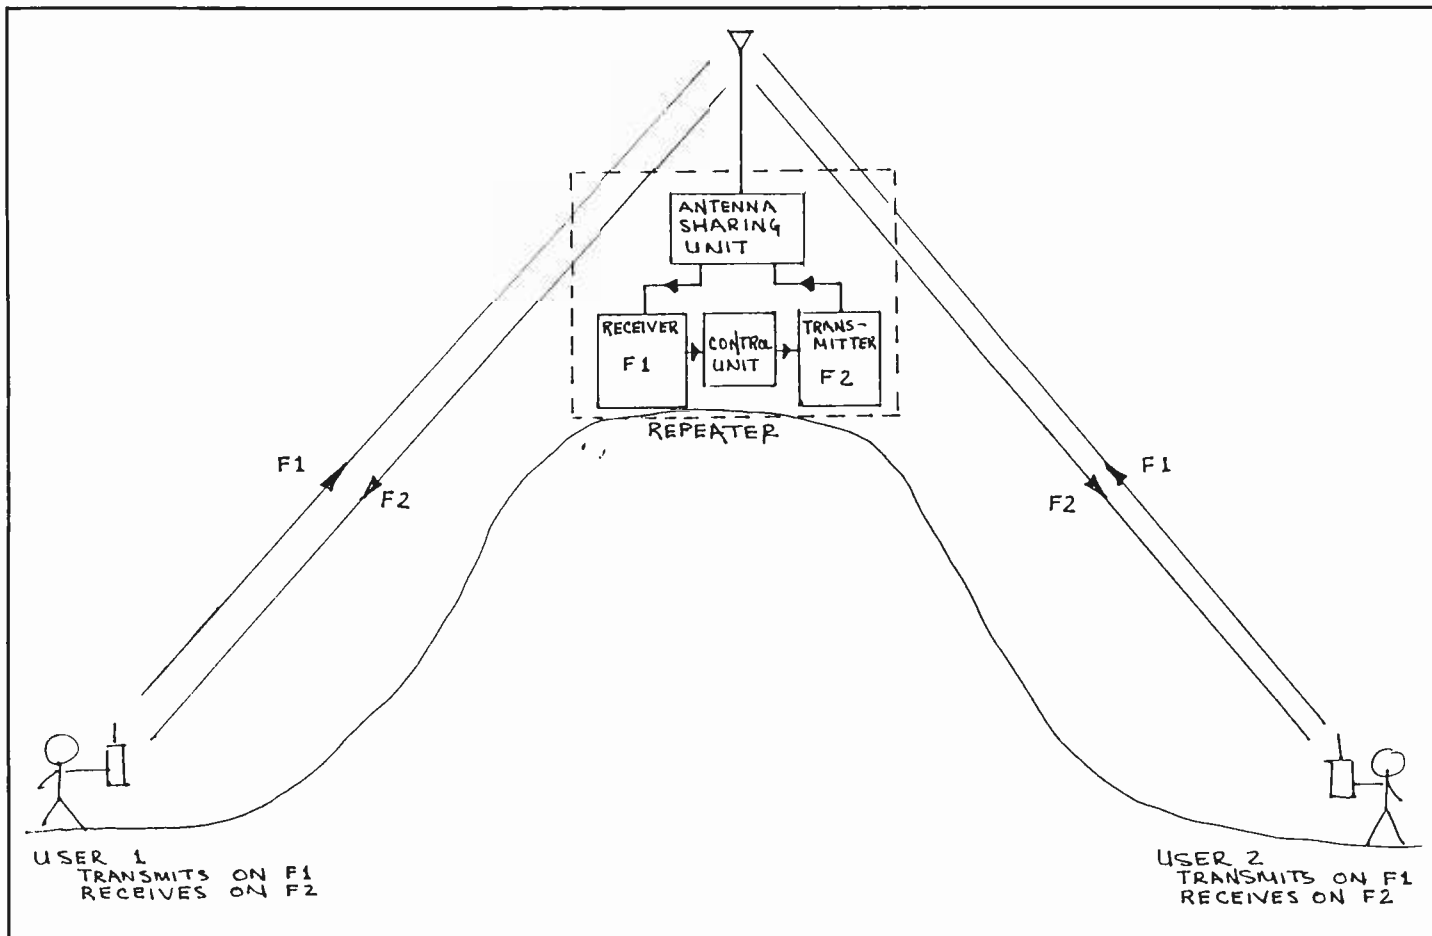 ANTENNA
SHARING
UNIT
RECEIVER
F1
CONTROL
UNIT
TRANS-
MITTER
F2
REPEATER
F1
F2
F1
F2
USER 1
TRANSMITS ON F1
RECEIVES ON F2
USER 2
TRANSMITS ON F1
RECEIVES ON F2